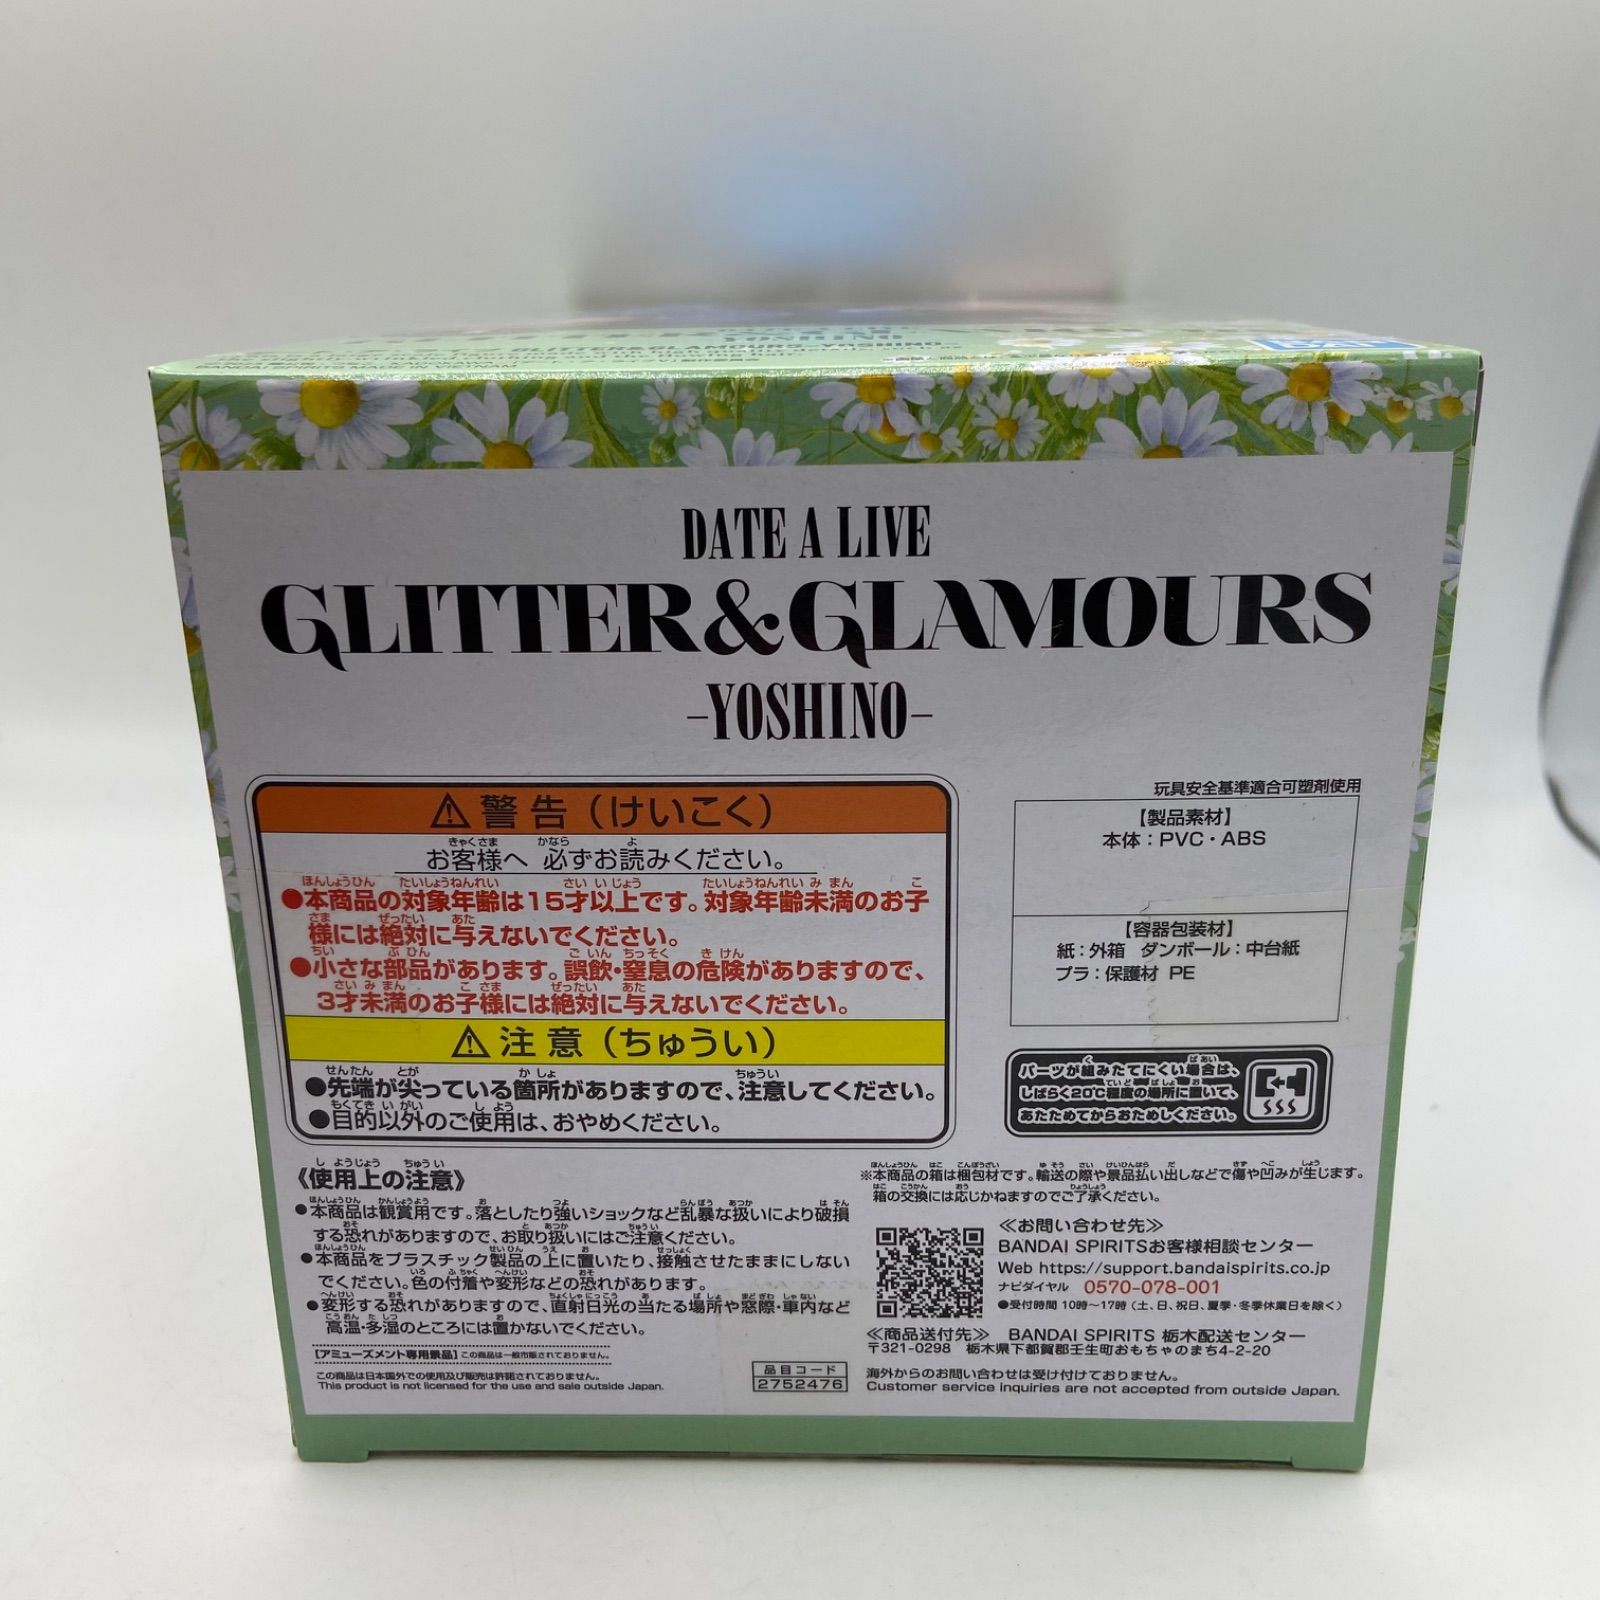 DATE A LIVE
GLITTER&GLAMOURS
-YOSHINO-
⚠警告（けいこく）
お客様へ 必ずお読みください。
●本商品の対象年齢は15才以上です。対象年齢未満のお子
様には絶対に与えないでください。
●小さな部品があります。誤飲・窒息の危険がありますので、
3才未満のお子様には絶対に与えないでください。
⚠注意（ちゅうい）
●先端が尖っている箇所がありますので、注意してください。
●目的以外のご使用は、おやめください。
玩具安全基準適合可塑剤使用
【製品素材】
本体：PVC・ABS
【容器包装材】
紙：外箱 ダンボール：中台紙
プラ：保護材 PE
パーツが組みたてにくい場合は、
しばらく20℃程度の場所に置いて、
あたためてからおためしください。
《使用上の注意》
●本商品は観賞用です。落としたり強いショックなど乱暴な扱いにより破損
する恐れがありますので、お取り扱いにはご注意ください。
●本商品をプラスチック製品の上に置いたり、接触させたままにしない
でください。色の付着や変形などの恐れがあります。
●変形する恐れがありますので、直射日光の当たる場所や窓際・車内など
高温・多湿のところには置かないでください。
【アミューズメント専用景品】この商品は一般市販されておりません。
この商品は日本国外での使用及び販売は許諾されておりません。
This product is not licensed for the use and sale outside Japan.
品目コード
2752476
※本商品の箱は梱包材です。輸送の際や景品払い出しなどで傷や凹みが生じます。
箱の交換には応じかねますのでご了承ください。
≪お問い合わせ先≫
BANDAI SPIRITSお客様相談センター
Web https://support.bandaispirits.co.jp
ナビダイヤル 0570-078-001
●受付時間 10時～17時（土、日、祝日、夏季・冬季休業日を除く）
≪商品送付先≫ BANDAI SPIRITS 栃木配送センター
〒321-0298 栃木県下都賀郡壬生町おもちゃのまち4-2-20
海外からのお問い合わせは受け付けておりません。
Customer service inquiries are not accepted from outside Japan.